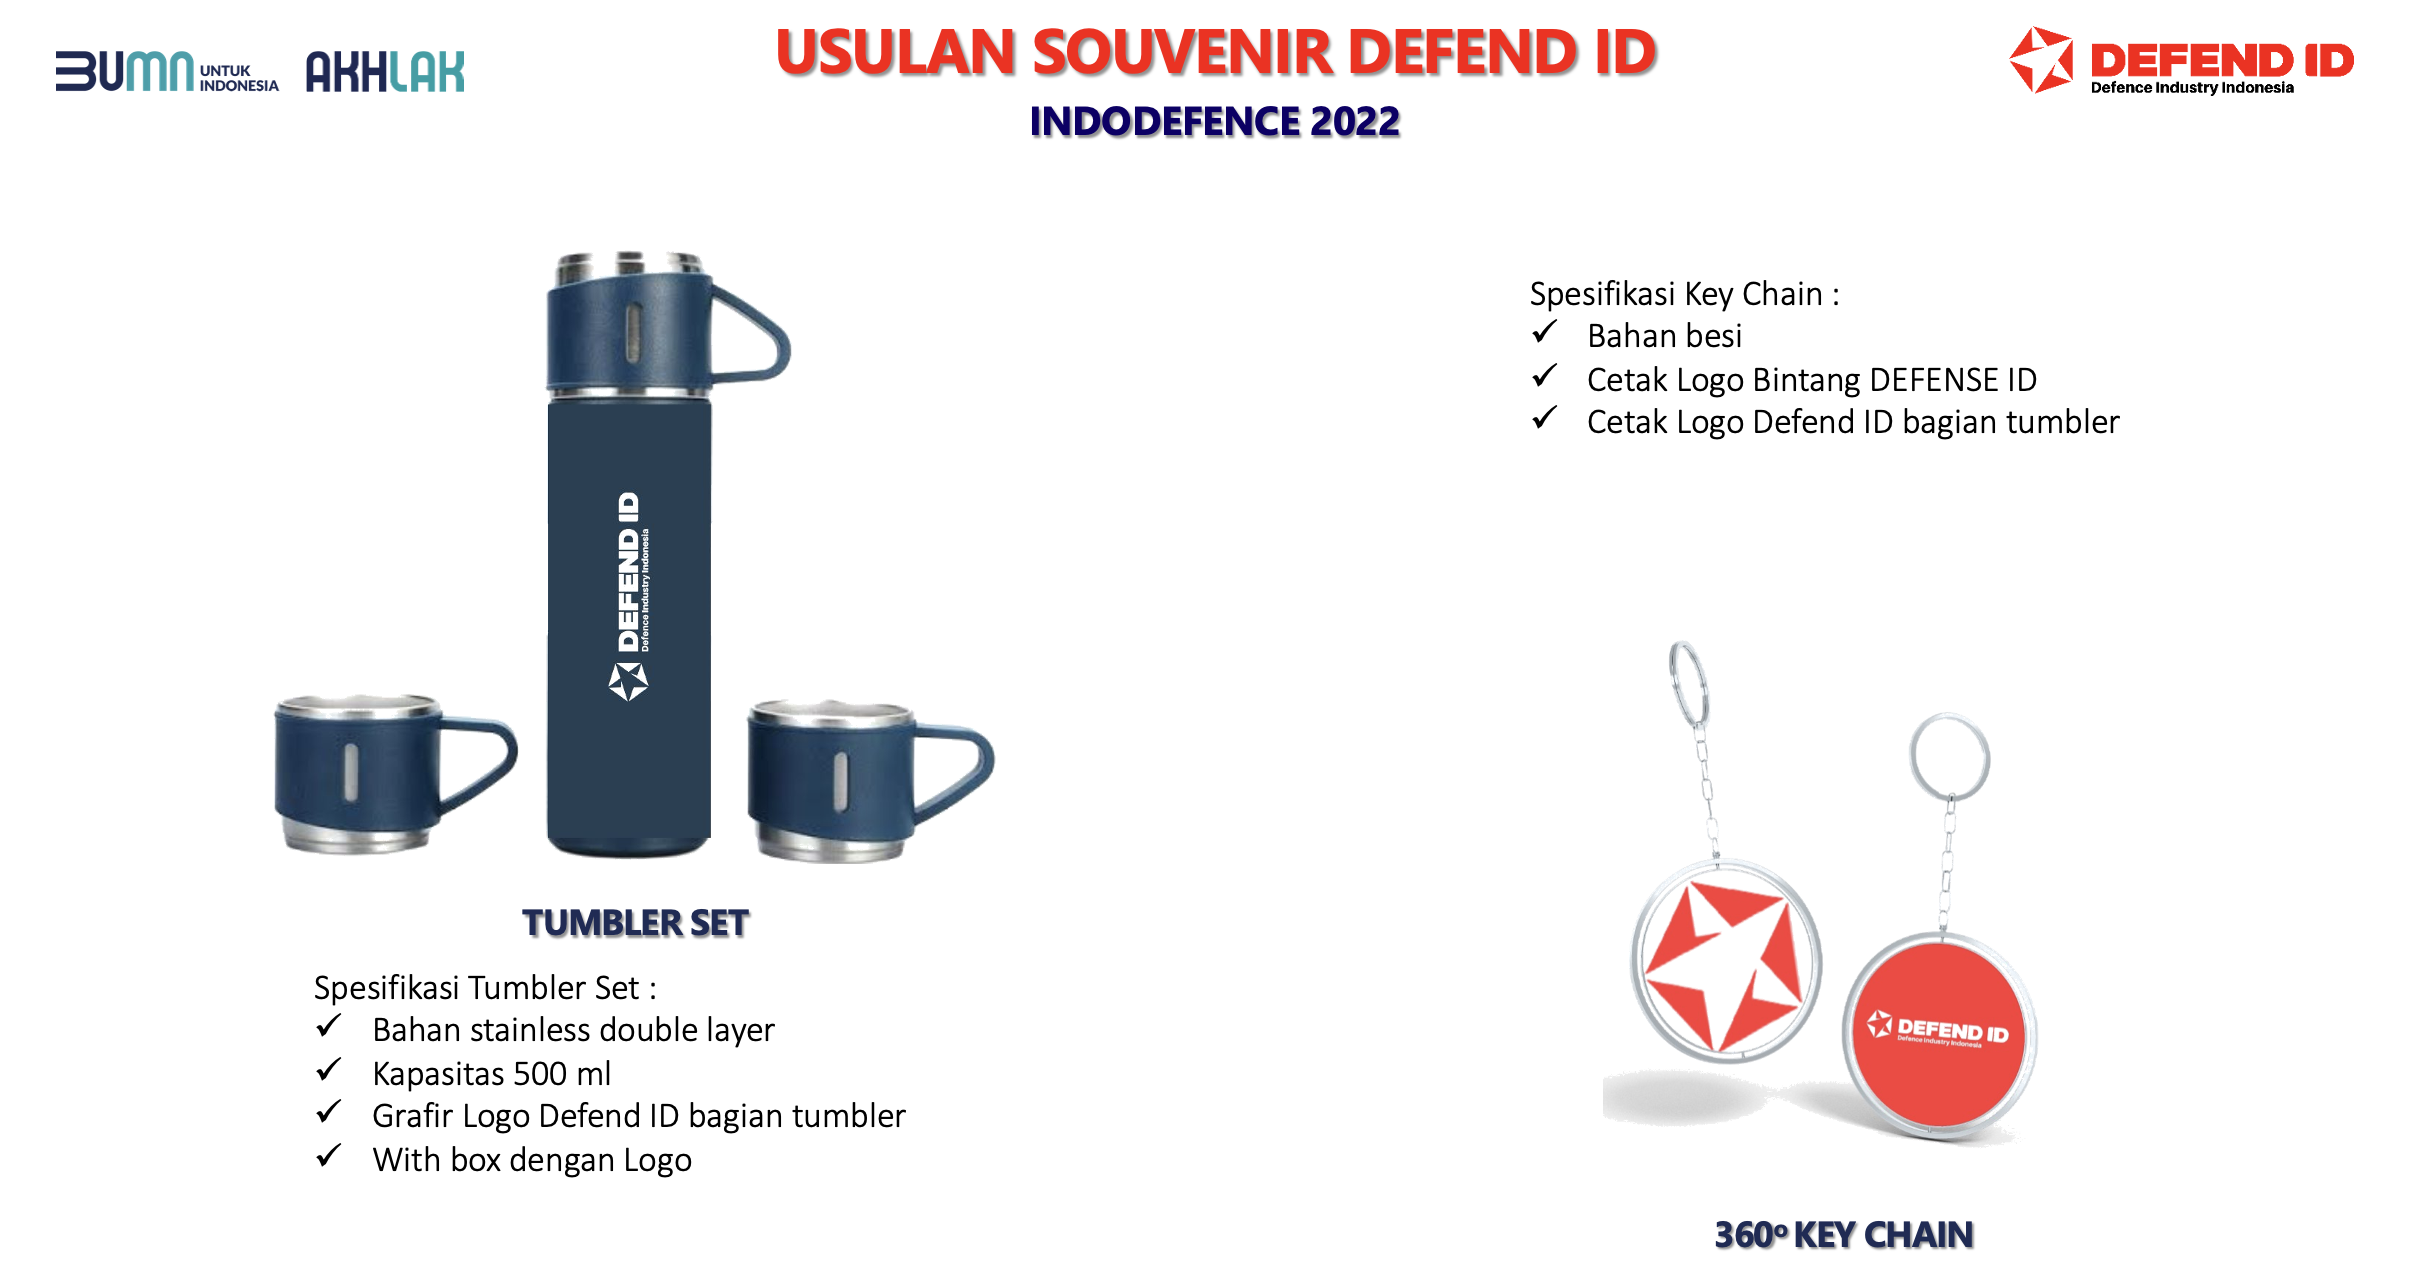 BUMN UNTUK INDONESIA
AKHLAK
USULAN SOUVENIR DEFEND ID
INDODEFENCE 2022
DEFEND ID
Defence Industry Indonesia
DEFEND ID
Defence Industry Indonesia
TUMBLER SET
Spesifikasi Tumbler Set :
✓ Bahan stainless double layer
✓ Kapasitas 500 ml
✓ Grafir Logo Defend ID bagian tumbler
✓ With box dengan Logo
Spesifikasi Key Chain :
✓ Bahan besi
✓ Cetak Logo Bintang DEFENSE ID
✓ Cetak Logo Defend ID bagian tumbler
DEFEND ID
Defence Industry Indonesia
360º KEY CHAIN